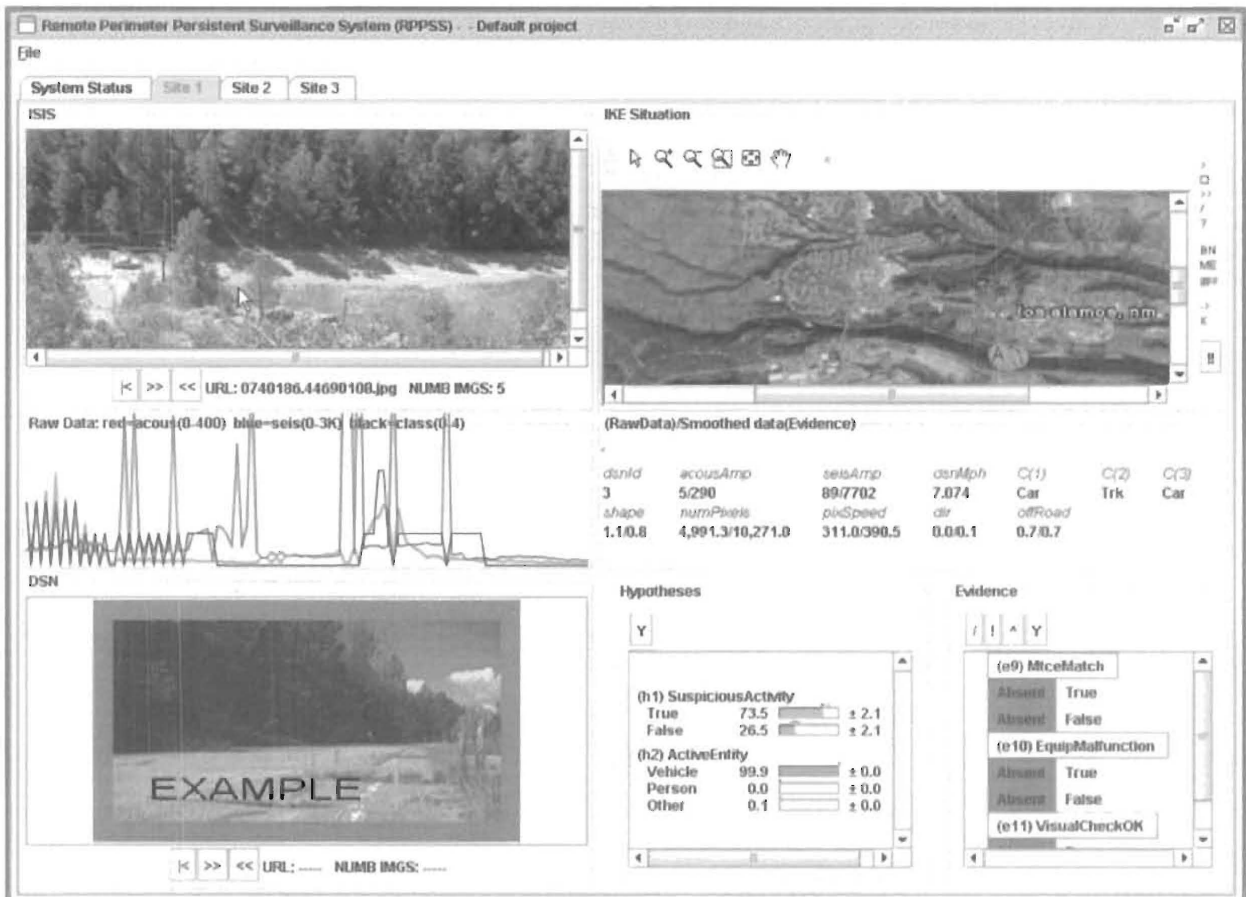 Remote Perimeter Persistent Surveillance System (RPPSS) - - Default project
File
System Status Site 1 Site 2 Site 3
ISIS
|< >> << URL: 0740186.44690108.jpg NUMB IMGS: 5
Raw Data: red=acous(0-400) blue=seis(0-3K) black=class(0-4)
DSN
EXAMPLE
|< >> << URL: ----- NUMB IMGS: -----
IKE Situation
los alamos, nm
A
BN
ME
!!
(RawData)/Smoothed data(Evidence)
dsnId acousAmp seisAmp dsnMph C(1) C(2) C(3)
3 5/290 89/7702 7.074 Car Trk Car
shape numPixels pixSpeed dir offRoad
1.1/0.8 4,991.3/10,271.0 311.0/390.5 0.0/0.1 0.7/0.7
Hypotheses
Y
(h1) SuspiciousActivity
True 73.5 ± 2.1
False 26.5 ± 2.1
(h2) ActiveEntity
Vehicle 99.9 ± 0.0
Person 0.0 ± 0.0
Other 0.1 ± 0.0
Evidence
/ ! ^ Y
(e9) MtceMatch
Absent True
Absent False
(e10) EquipMalfunction
Absent True
Absent False
(e11) VisualCheckOK